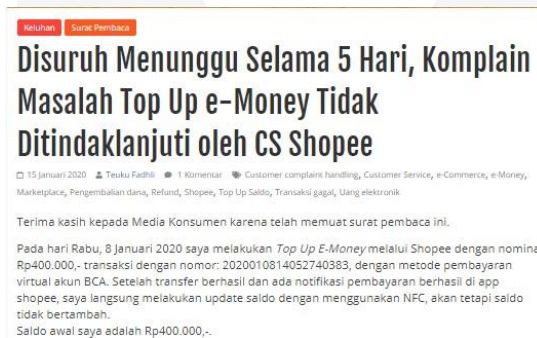 Keluhan Surat Pembaca
Disuruh Menunggu Selama 5 Hari, Komplain
Masalah Top Up e-Money Tidak
Ditindaklanjuti oleh CS Shopee
15 Januari 2020 Teuku Fadhli 1 Komentar Customer complaints handling, Customer Service, e-Commerce, e-Money,
Marketplace, Pengembalian dana, Refund, Shopee, Top Up Saldo, Transaksi gagal, Uang elektronik
Terima kasih kepada Media Konsumen karena telah memuat surat pembaca ini.
Pada hari Rabu, 8 Januari 2020 saya melakukan Top Up E-Money melalui Shopee dengan nomina
Rp400.000,- transaksi dengan nomor: 2020010814052740383, dengan metode pembayaran
virtual akun BCA. Setelah transfer berhasil dan ada notifikasi pembayaran berhasil di app
shopee, saya langsung melakukan update saldo dengan menggunakan NFC, akan tetapi saldo
tidak bertambah.
Saldo awal saya adalah Rp400.000,-.